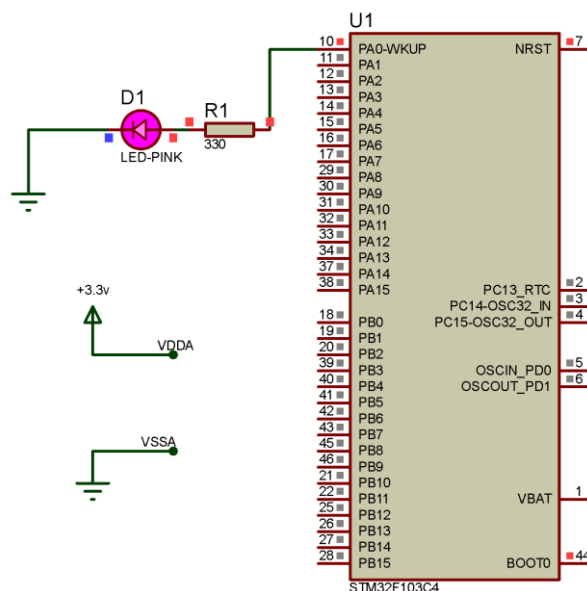 U1
10 PA0-WKUP NRST 7
11 PA1
12 PA2
13 PA3
14 PA4
15 PA5
16 PA6
17 PA7
29 PA8
30 PA9
31 PA10
32 PA11
33 PA12
34 PA13
37 PA14
38 PA15
PC13_RTC 2
PC14-OSC32_IN 3
PC15-OSC32_OUT 4
18 PB0
19 PB1
20 PB2
39 PB3
40 PB4
41 PB5
42 PB6
43 PB7
45 PB8
46 PB9
21 PB10
22 PB11
25 PB12
26 PB13
27 PB14
28 PB15
OSCIN_PD0 5
OSCOUT_PD1 6
VBAT 1
BOOT0 44
STM32F103C4
D1
LED-PINK
R1
330
+3.3v
VDDA
VSSA